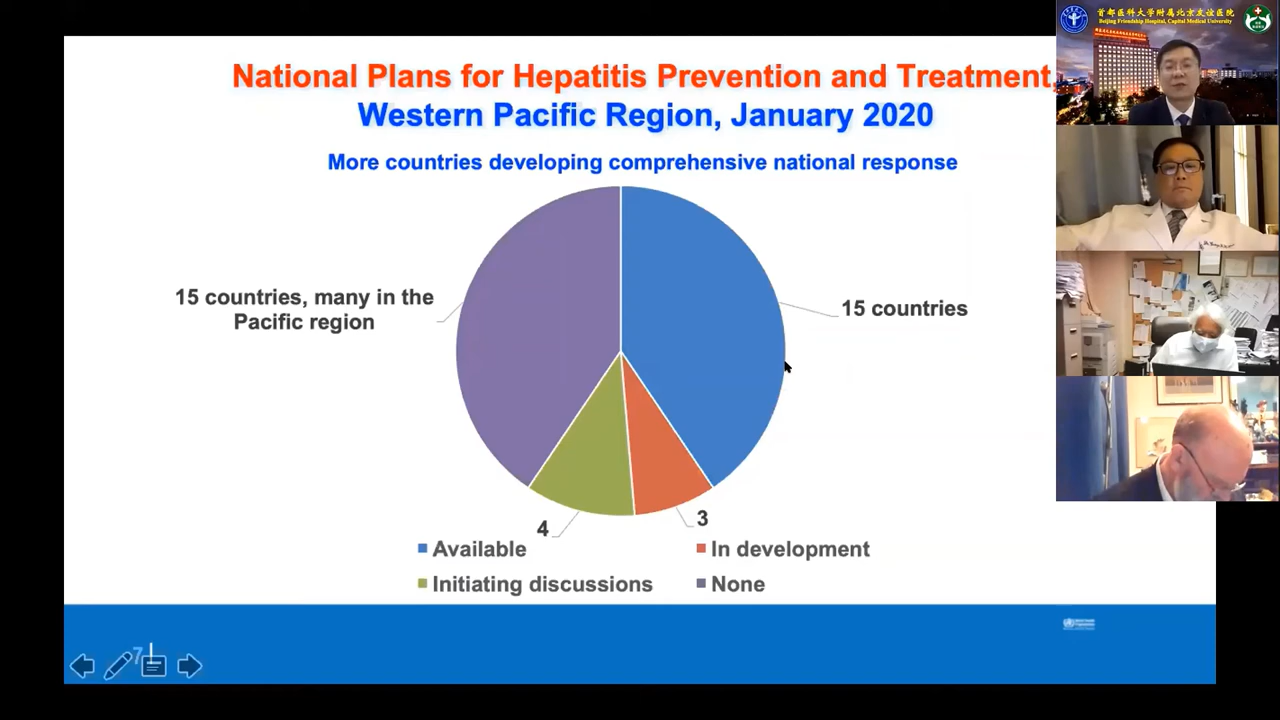 National Plans for Hepatitis Prevention and Treatment,
Western Pacific Region, January 2020
More countries developing comprehensive national response
15 countries, many in the
Pacific region
15 countries
4
3
Available
In development
Initiating discussions
None
7
首都医科大学附属北京友谊医院
Beijing Friendship Hospital, Capital Medical University